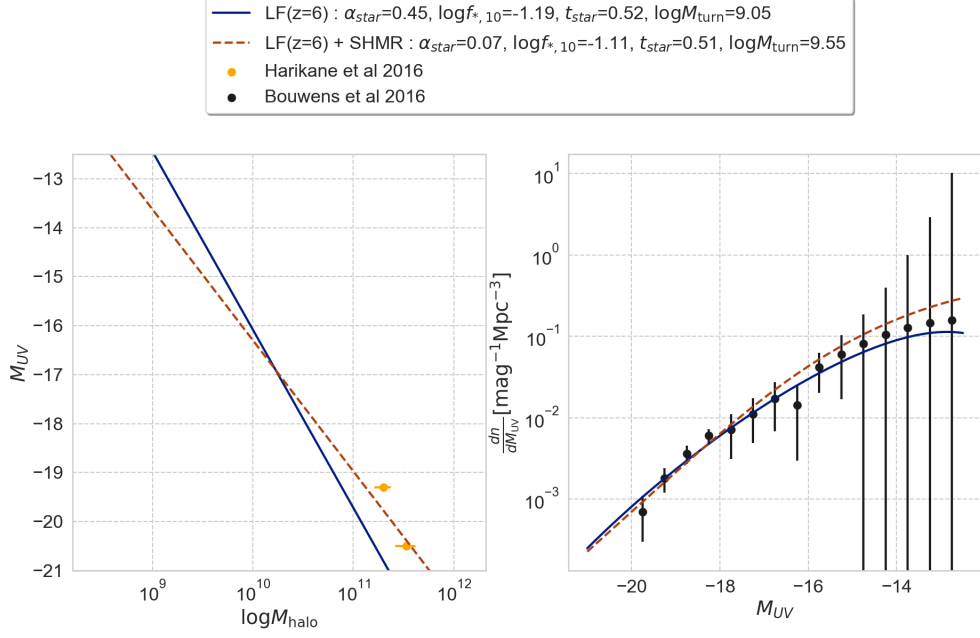 LF(z=6) : α_star=0.45, logf_*,10=-1.19, t_star=0.52, logM_turn=9.05
LF(z=6) + SHMR : α_star=0.07, logf_*,10=-1.11, t_star=0.51, logM_turn=9.55
Harikane et al 2016
Bouwens et al 2016
−13
−14
−15
−16
−17
−18
−19
−20
−21
M_UV
10^9
10^10
10^11
10^12
logM_halo
10^1
10^0
10^−1
10^−2
10^−3
dn/dM_UV [mag^−1Mpc^−3]
−20
−18
−16
−14
M_UV